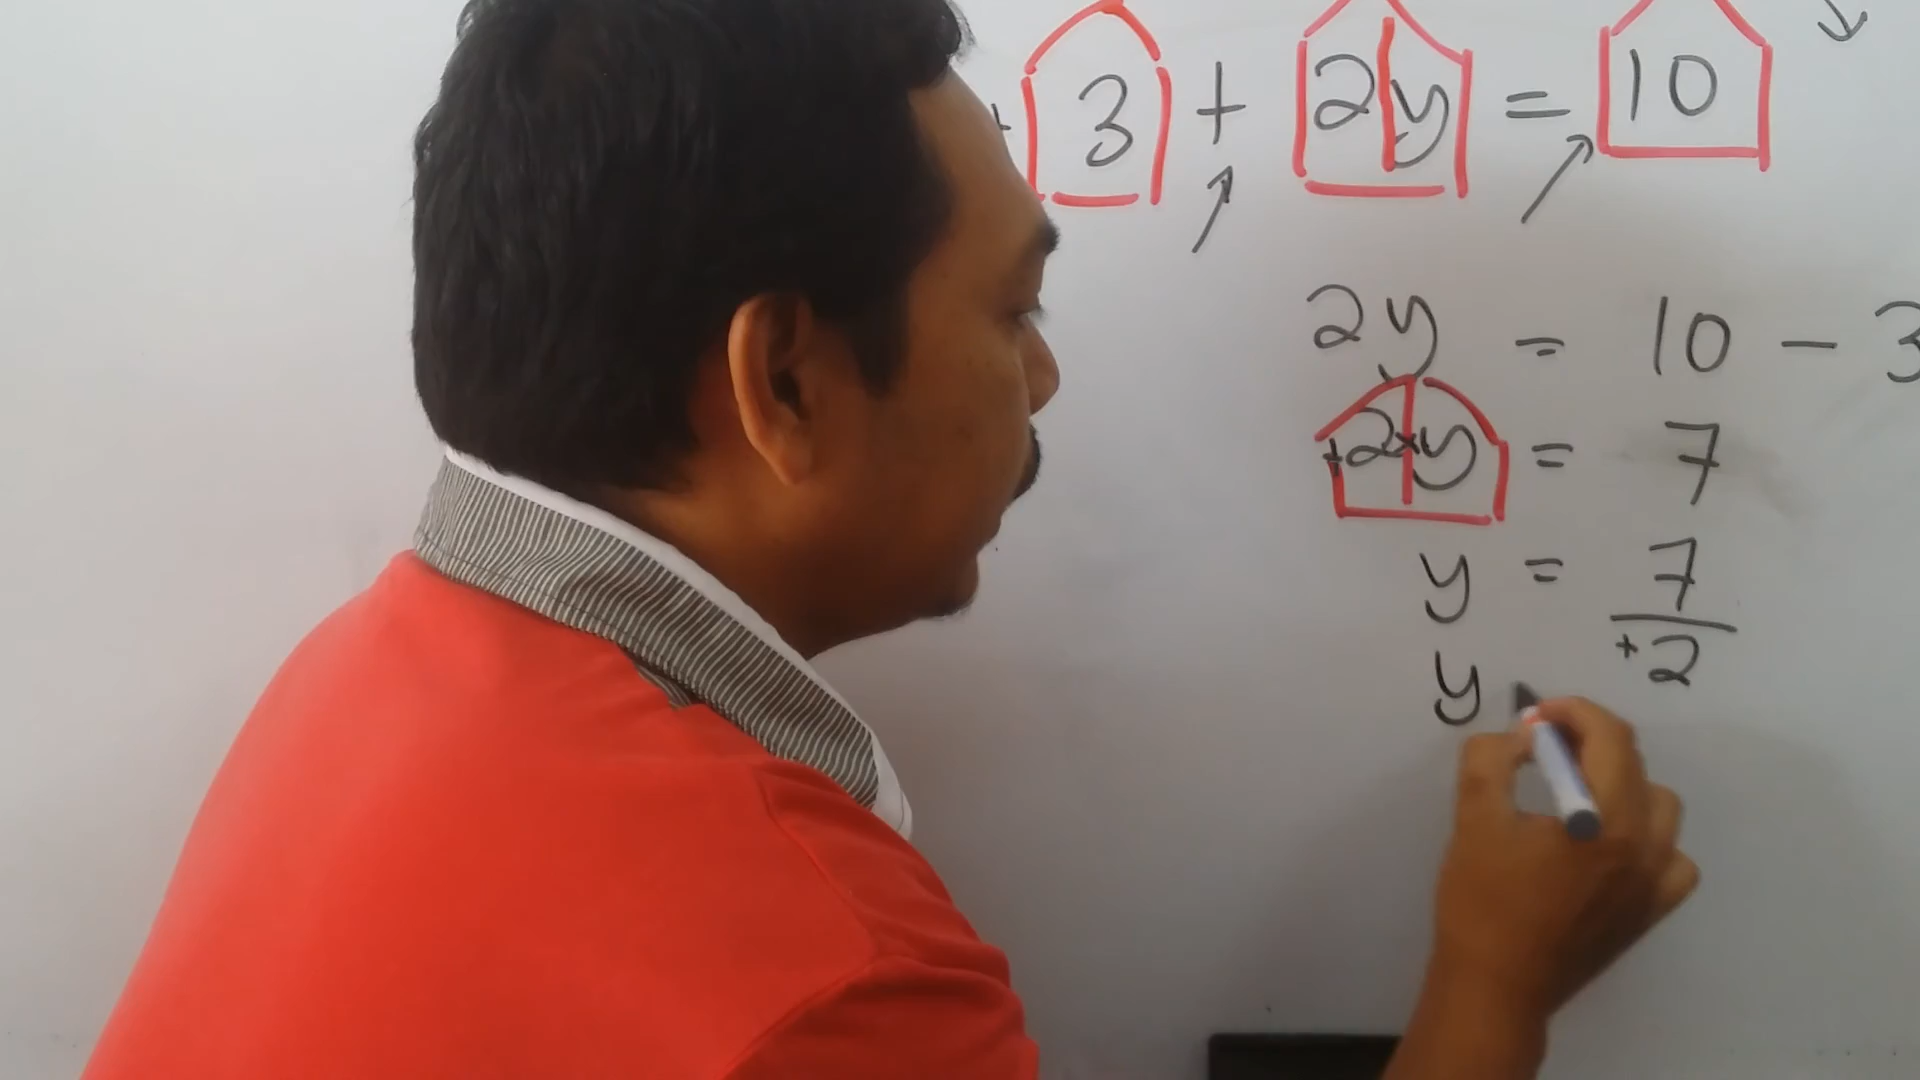 + 3 + 2y = 10
2y = 10 - 3
+2×y = 7
y = 7
+2
y